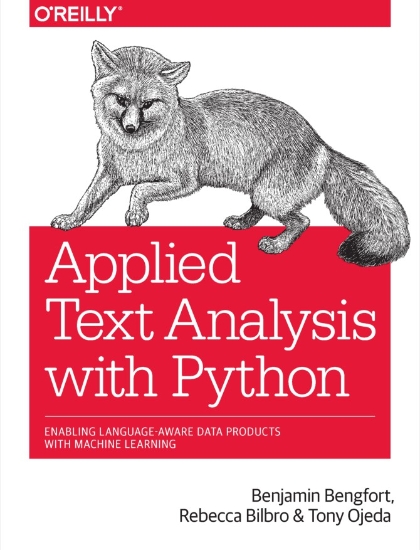 O'REILLY®
Applied
Text Analysis
with Python
ENABLING LANGUAGE-AWARE DATA PRODUCTS
WITH MACHINE LEARNING
Benjamin Bengfort,
Rebecca Bilbro & Tony Ojeda